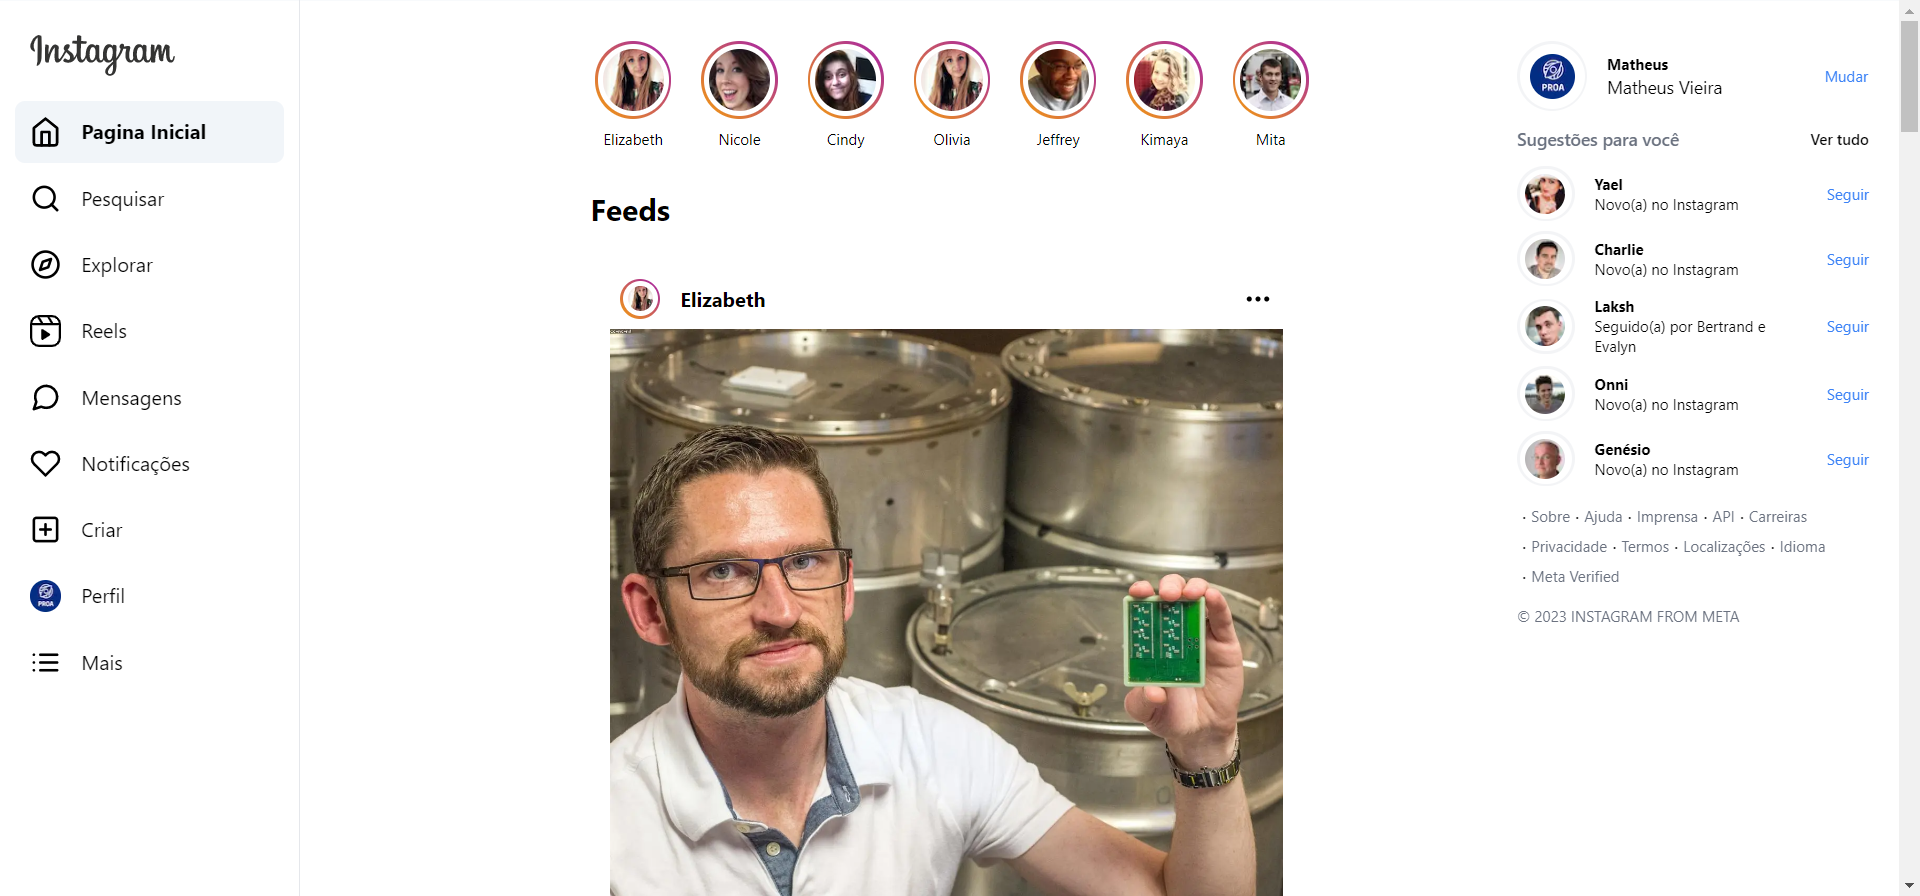 Instagram
Pagina Inicial
Pesquisar
Explorar
Reels
Mensagens
Notificações
Criar
PROA
Perfil
Mais
Elizabeth
Nicole
Cindy
Olivia
Jeffrey
Kimaya
Mita
Feeds
Elizabeth
PROA
Matheus
Matheus Vieira
Mudar
Sugestões para você
Ver tudo
Yael
Novo(a) no Instagram
Seguir
Charlie
Novo(a) no Instagram
Seguir
Laksh
Seguido(a) por Bertrand e
Evalyn
Seguir
Onni
Novo(a) no Instagram
Seguir
Genésio
Novo(a) no Instagram
Seguir
· Sobre · Ajuda · Imprensa · API · Carreiras
· Privacidade · Termos · Localizações · Idioma
· Meta Verified
© 2023 INSTAGRAM FROM META